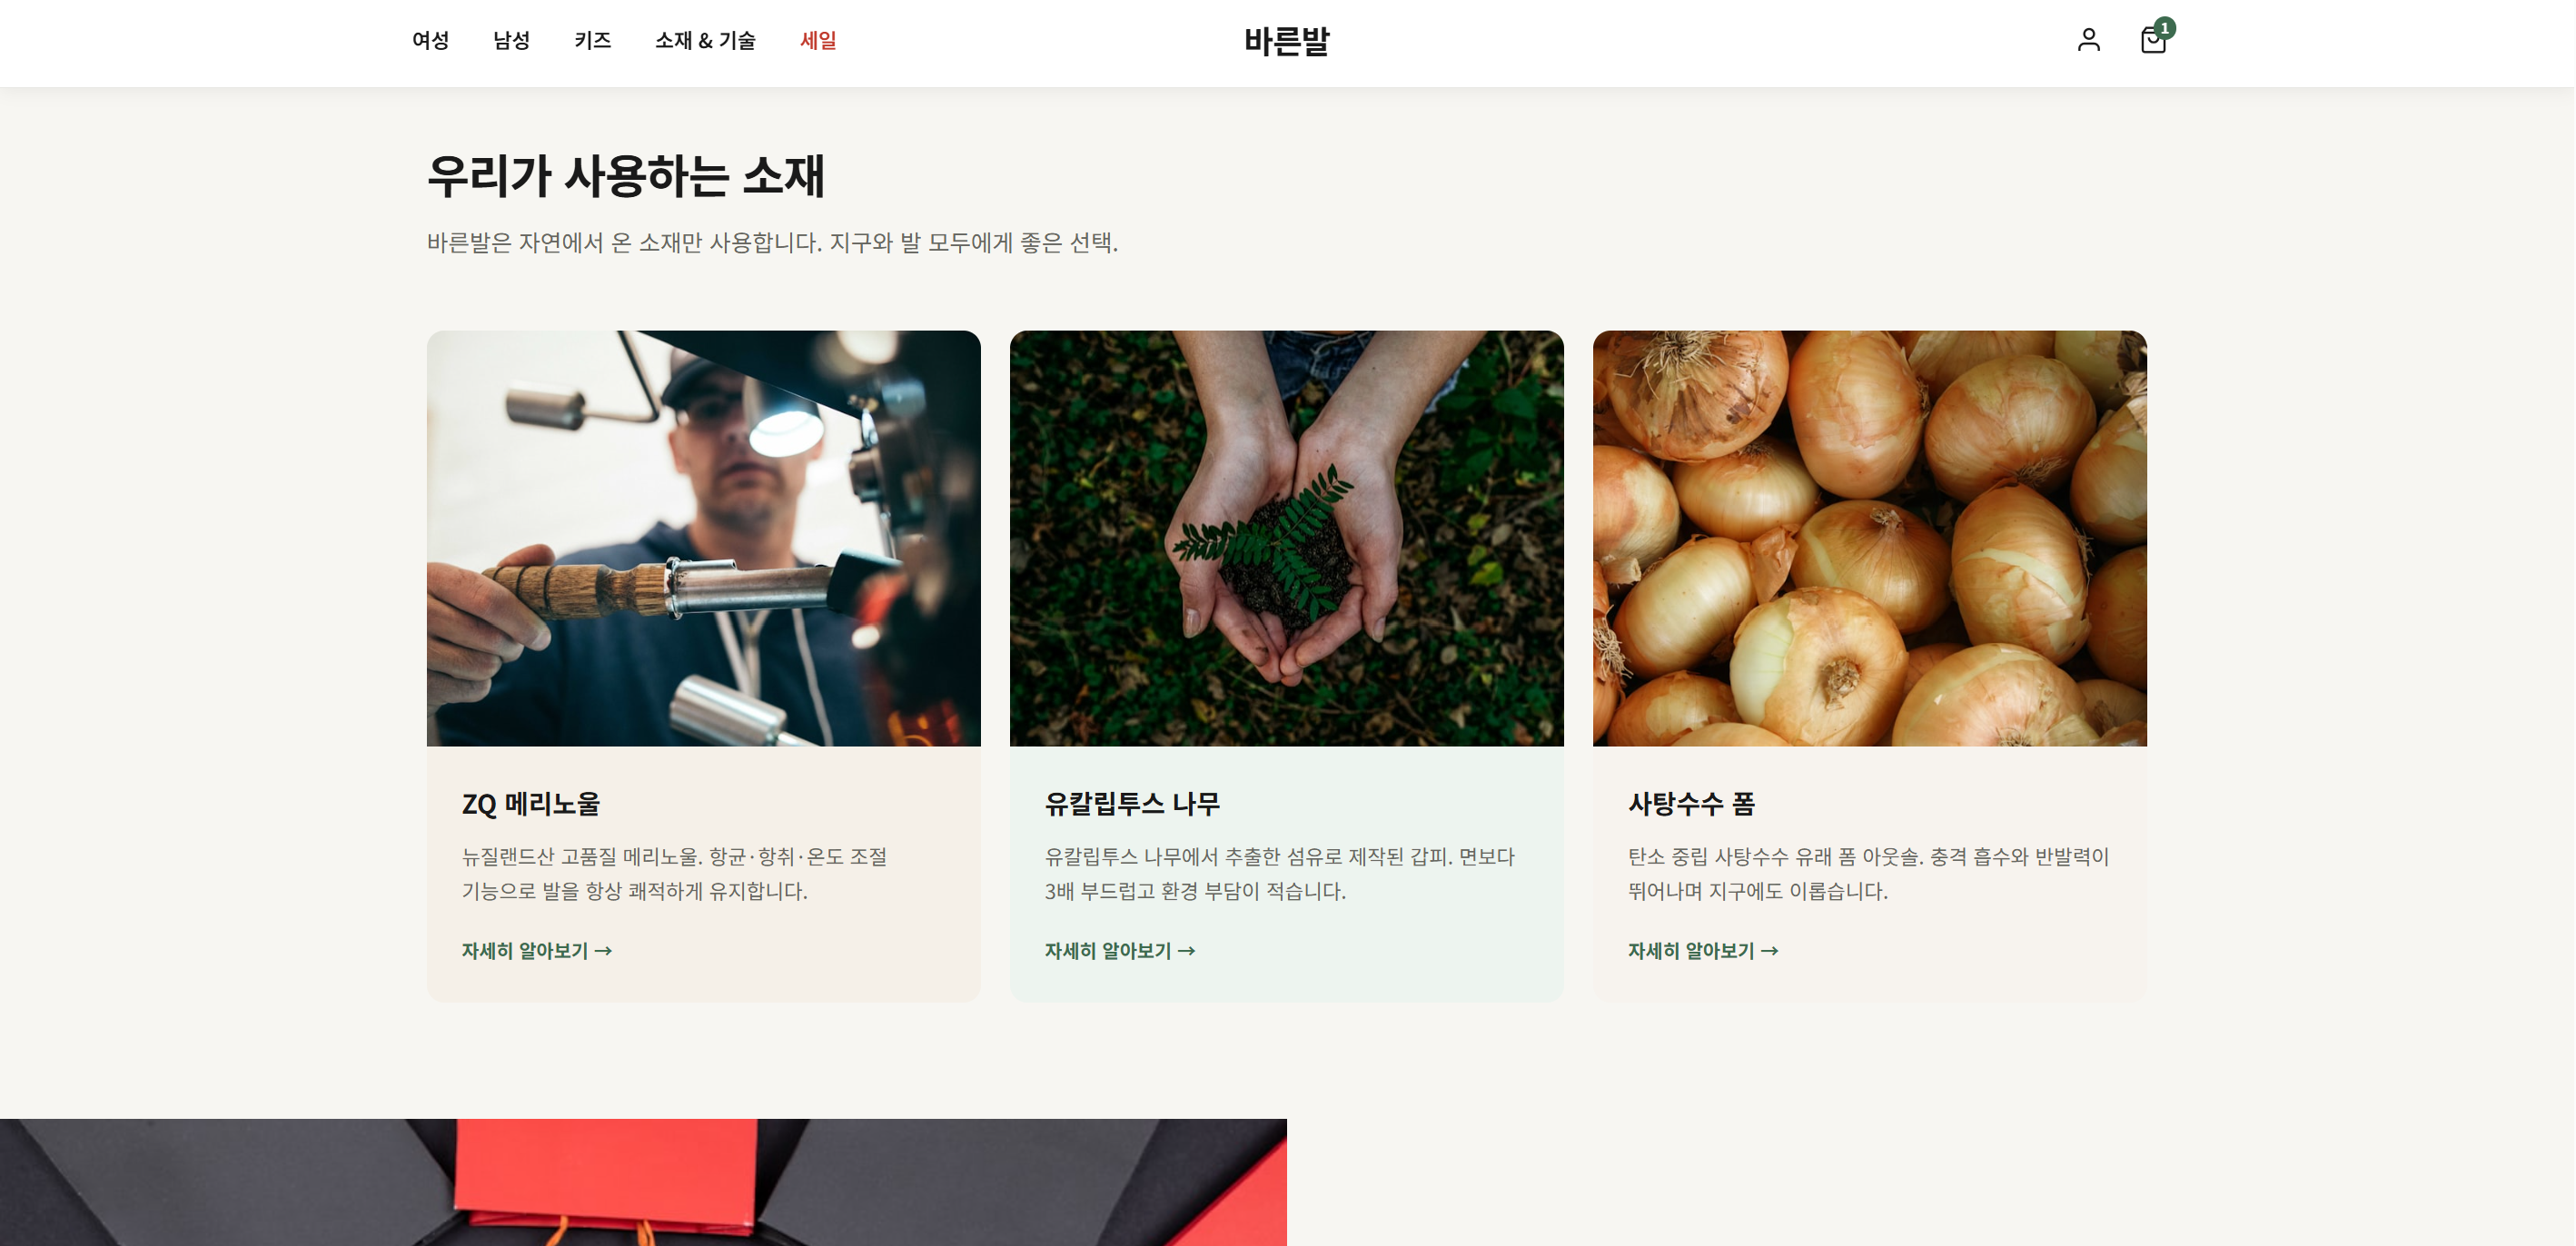 여성 남성 키즈 소재 & 기술 세일 바른발 1
우리가 사용하는 소재
바른발은 자연에서 온 소재만 사용합니다. 지구와 발 모두에게 좋은 선택.
ZQ 메리노울
뉴질랜드산 고품질 메리노울. 항균·항취·온도 조절
기능으로 발을 항상 쾌적하게 유지합니다.
자세히 알아보기 →
유칼립투스 나무
유칼립투스 나무에서 추출한 섬유로 제작된 갑피. 면보다
3배 부드럽고 환경 부담이 적습니다.
자세히 알아보기 →
사탕수수 폼
탄소 중립 사탕수수 유래 폼 아웃솔. 충격 흡수와 반발력이
뛰어나며 지구에도 이롭습니다.
자세히 알아보기 →